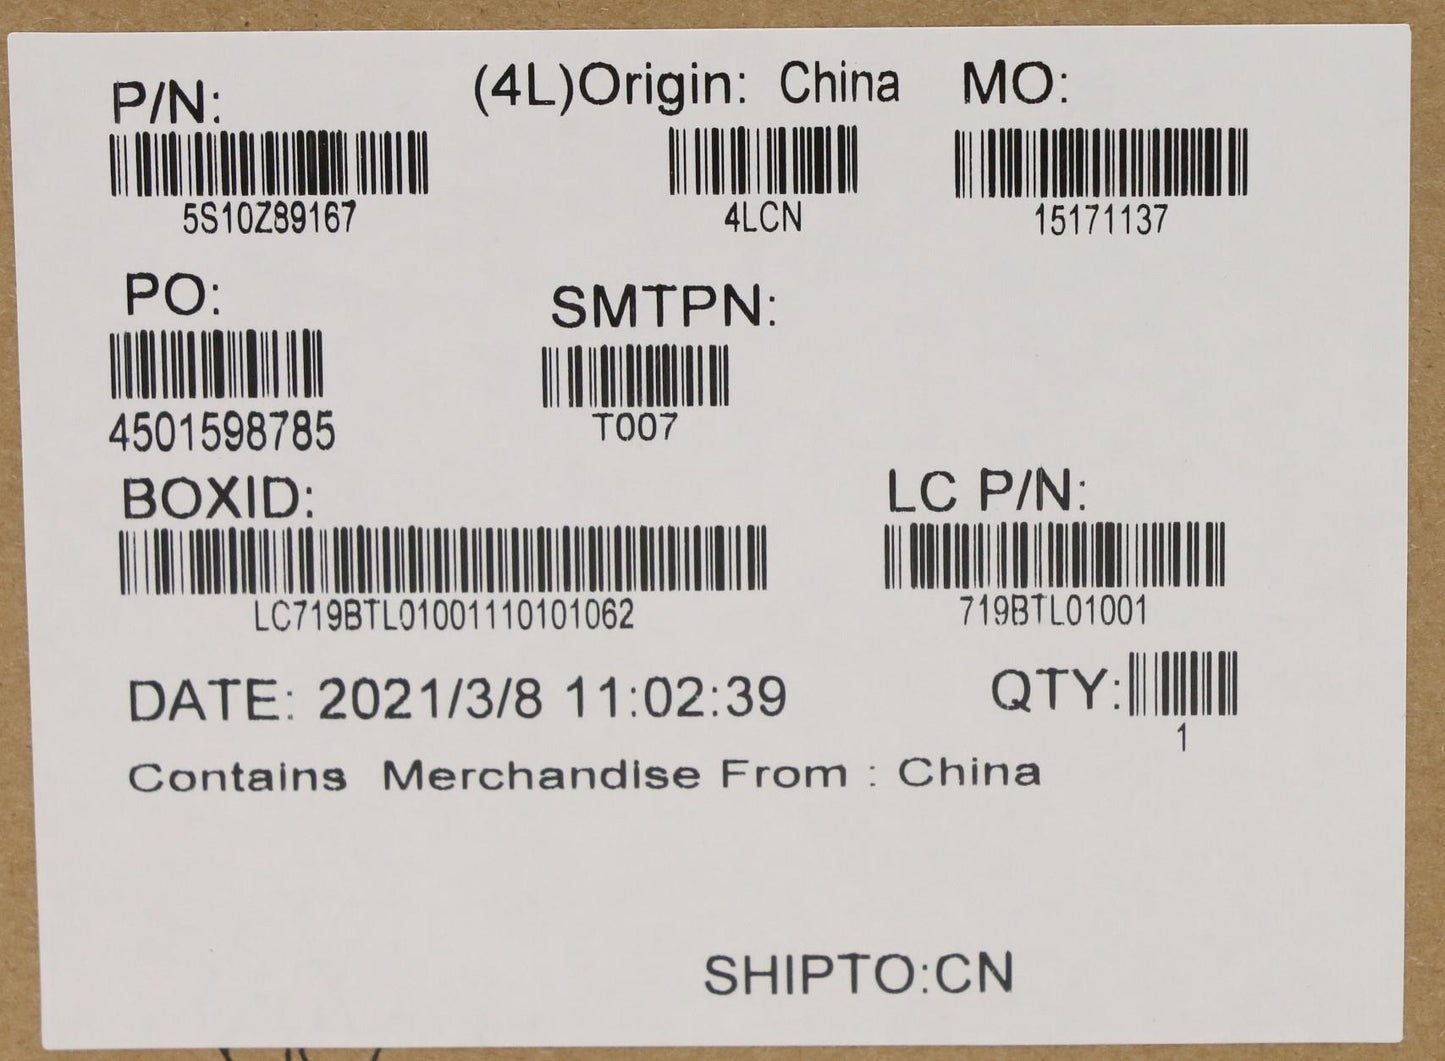 P/N: (4L)Origin: China MO:
5S10Z89167 4LCN 15171137
PO: SMTPN:
4501598785 T007
BOXID: LC P/N:
LC719BTL01001110101062 719BTL01001
DATE: 2021/3/8 11:02:39 QTY:
1
Contains Merchandise From : China
SHIPTO:CN